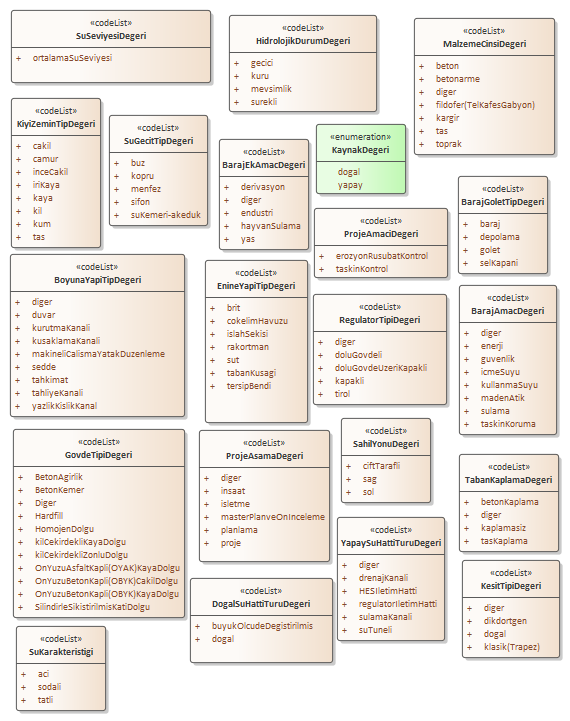 «codeList»
SuSeviyesiDegeri
+ ortalamaSuSeviyesi
«codeList»
HidrolojikDurumDegeri
+ gecici
+ kuru
+ mevsimlik
+ surekli
«codeList»
MalzemeCinsiDegeri
+ beton
+ betonarme
+ diger
+ fildofer(TelKafesGabyon)
+ kargir
+ tas
+ toprak
«codeList»
KiyiZeminTipDegeri
+ cakil
+ camur
+ inceCakil
+ iriKaya
+ kaya
+ kil
+ kum
+ tas
«codeList»
SuGecitTipDegeri
+ buz
+ kopru
+ menfez
+ sifon
+ suKemeri-akeduk
«codeList»
BarajEkAmacDegeri
+ derivasyon
+ diger
+ endustri
+ hayvanSulama
+ yas
«enumeration»
KaynakDegeri
dogal
yapay
«codeList»
BarajGoletTipDegeri
+ baraj
+ depolama
+ golet
+ selKapani
«codeList»
ProjeAmaciDegeri
+ erozyonRusubatKontrol
+ taskinKontrol
«codeList»
BoyunaYapiTipDegeri
+ diger
+ duvar
+ kurutmaKanali
+ kusaklamaKanali
+ makineliCalismaYatakDuzenleme
+ sedde
+ tahkimat
+ tahliyeKanali
+ yazlikKislikKanal
«codeList»
EnineYapiTipDegeri
+ brit
+ cokelimHavuzu
+ islahSekisi
+ rakortman
+ sut
+ tabanKusagi
+ tersipBendi
«codeList»
RegulatorTipiDegeri
+ diger
+ doluGovdeli
+ doluGovdeUzeriKapakli
+ kapakli
+ tirol
«codeList»
BarajAmacDegeri
+ diger
+ enerji
+ guvenlik
+ icmeSuyu
+ kullanmaSuyu
+ madenAtik
+ sulama
+ taskinKoruma
«codeList»
GovdeTipiDegeri
+ BetonAgirlik
+ BetonKemer
+ Diger
+ Hardfill
+ HomojenDolgu
+ kilCekirdekliKayaDolgu
+ kilCekirdekliZonluDolgu
+ OnYuzuAsfaltKapli(OYAK)KayaDolgu
+ OnYuzuBetonKapli(OBYK)CakilDolgu
+ OnYuzuBetonKapli(OBYK)KayaDolgu
+ SilindirleSikistirilmisKatiDolgu
«codeList»
ProjeAsamaDegeri
+ diger
+ insaat
+ isletme
+ masterPlanveOnInceleme
+ planlama
+ proje
«codeList»
SahilYonuDegeri
+ ciftTarafli
+ sag
+ sol
«codeList»
TabanKaplamaDegeri
+ betonKaplama
+ diger
+ kaplamasiz
+ tasKaplama
«codeList»
YapaySuHattiTuruDegeri
+ diger
+ drenajKanali
+ HESIletimHatti
+ regulatorIletimHatti
+ sulamaKanali
+ suTuneli
«codeList»
KesitTipiDegeri
+ diger
+ dikdortgen
+ dogal
+ klasik(Trapez)
«codeList»
DogalSuHattiTuruDegeri
+ buyukOlcudeDegistirilmis
+ dogal
«codeList»
SuKarakteristigi
+ aci
+ sodali
+ tatli